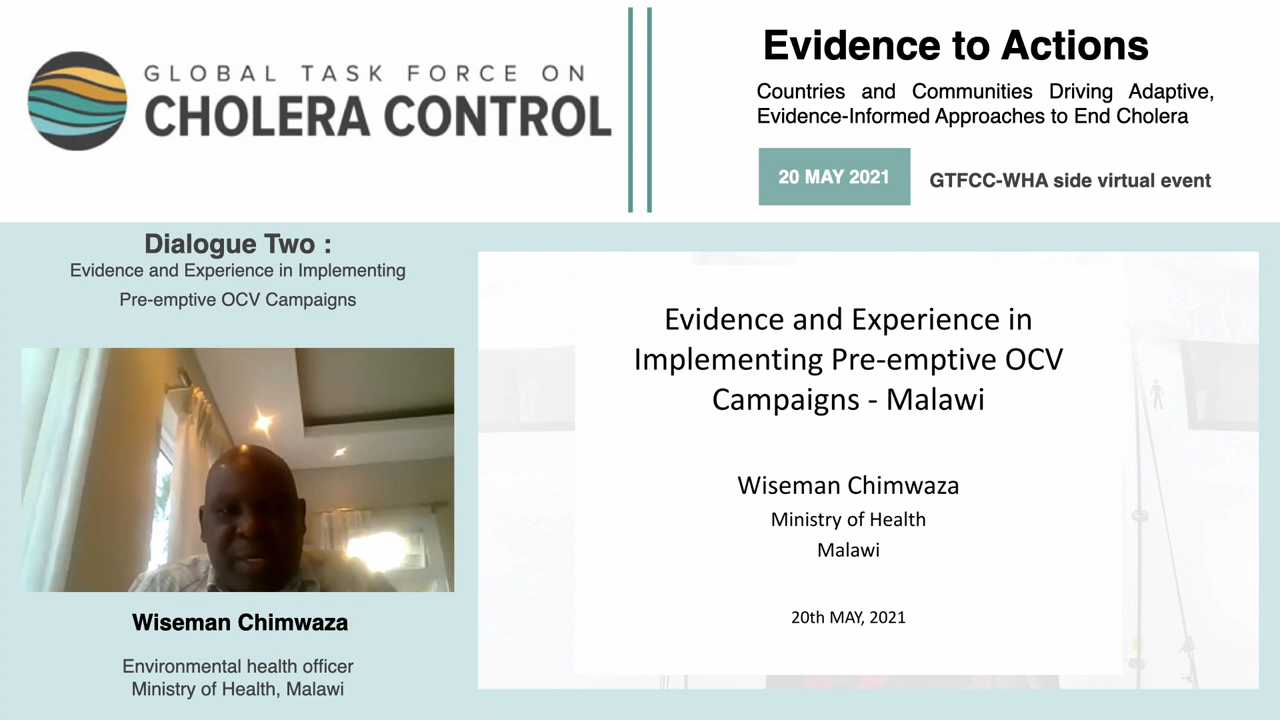 GLOBAL TASK FORCE ON
CHOLERA CONTROL
Evidence to Actions
Countries and Communities Driving Adaptive,
Evidence-Informed Approaches to End Cholera
20 MAY 2021
GTFCC-WHA side virtual event
Dialogue Two :
Evidence and Experience in Implementing
Pre-emptive OCV Campaigns
Wiseman Chimwaza
Environmental health officer
Ministry of Health, Malawi
Evidence and Experience in
Implementing Pre-emptive OCV
Campaigns - Malawi
Wiseman Chimwaza
Ministry of Health
Malawi
20th MAY, 2021